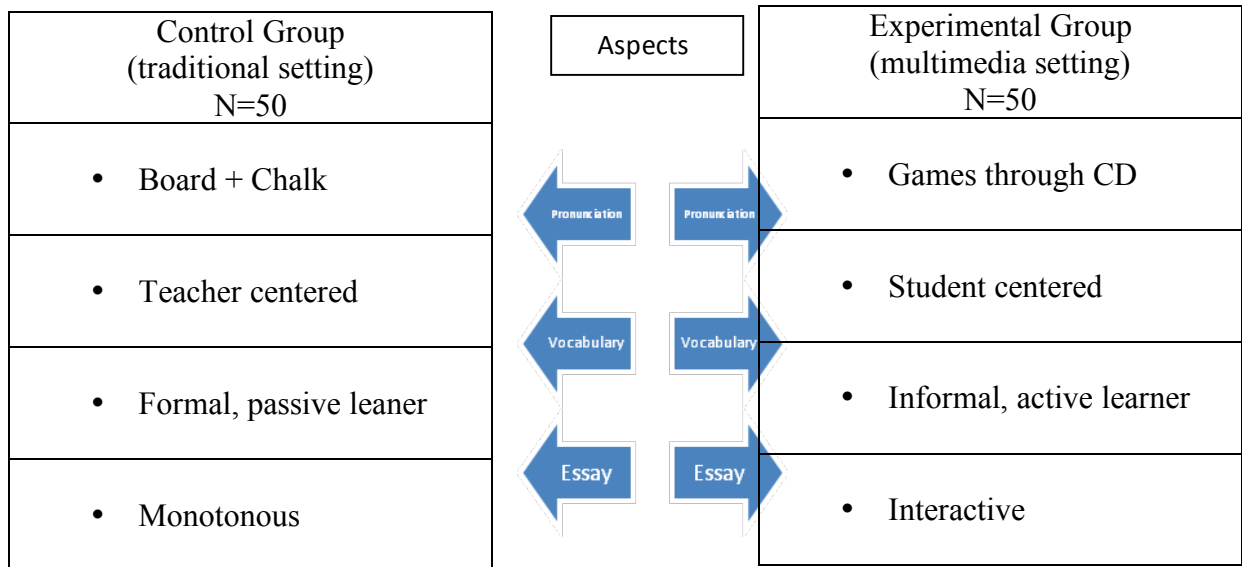 Control Group
(traditional setting)
N=50
• Board + Chalk
• Teacher centered
• Formal, passive leaner
• Monotonous
Aspects
Pronunciation
Pronunciation
Vocabulary
Vocabulary
Essay
Essay
Experimental Group
(multimedia setting)
N=50
• Games through CD
• Student centered
• Informal, active learner
• Interactive